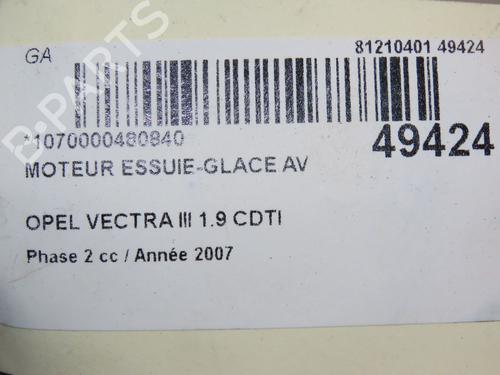 GA
81210401 49424
*1070000480840
49424
MOTEUR ESSUIE-GLACE AV
OPEL VECTRA III 1.9 CDTI
Phase 2 cc / Année 2007
B-PARTS